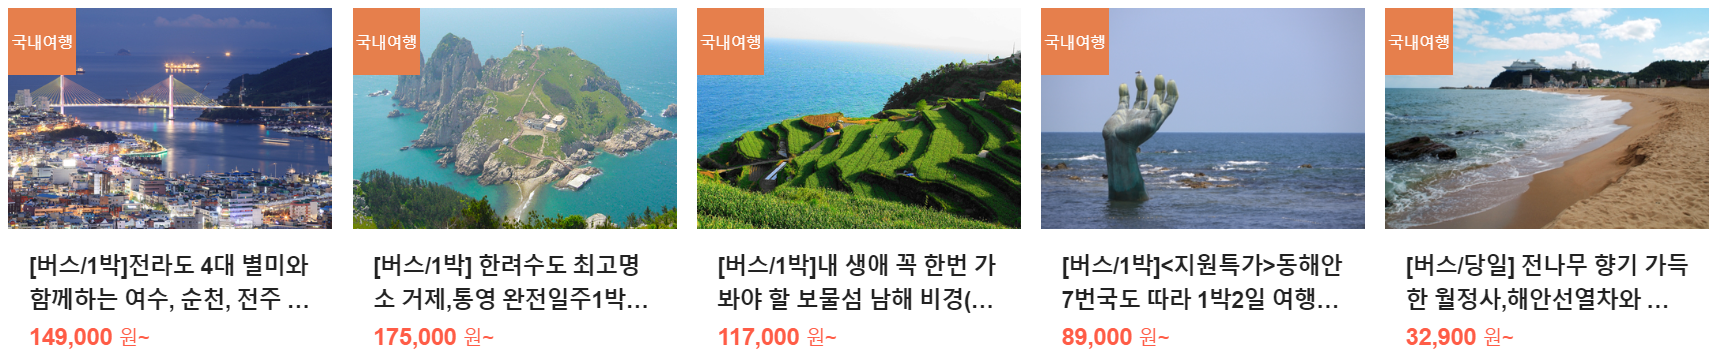 국내여행
[버스/1박]전라도 4대 별미와
함께하는 여수, 순천, 전주 ...
149,000 원~
국내여행
[버스/1박] 한려수도 최고명
소 거제,통영 완전일주1박...
175,000 원~
국내여행
[버스/1박]내 생애 꼭 한번 가
봐야 할 보물섬 남해 비경(...
117,000 원~
국내여행
[버스/1박]<지원특가>동해안
7번국도 따라 1박2일 여행...
89,000 원~
국내여행
[버스/당일] 전나무 향기 가득
한 월정사,해안선열차와 ...
32,900 원~